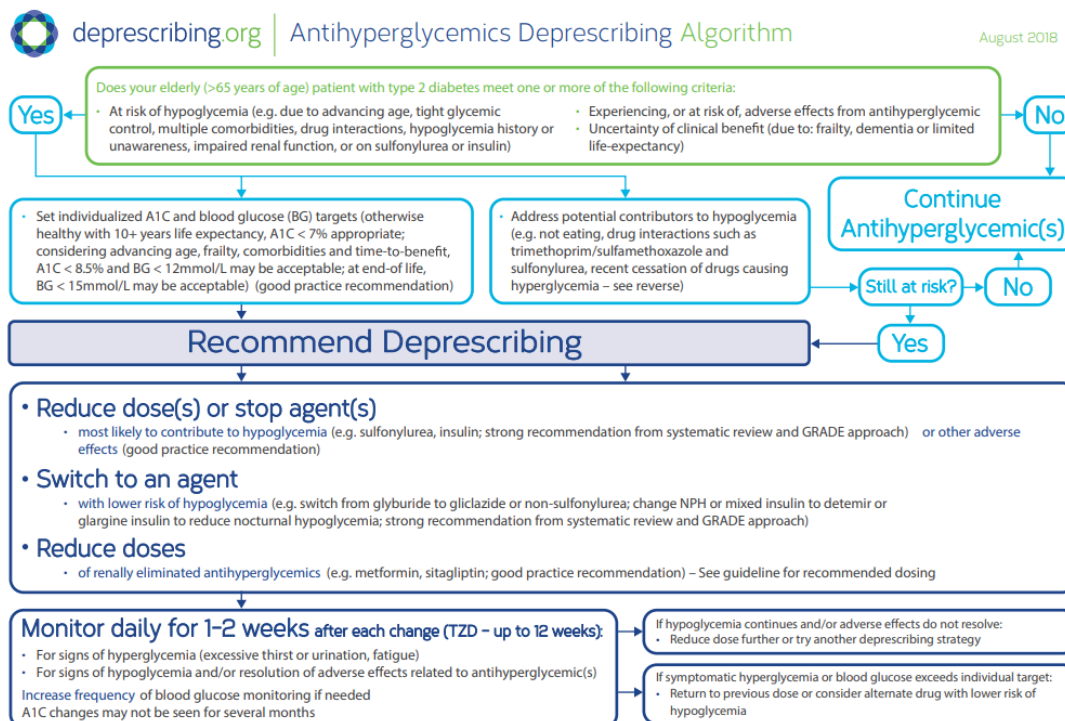 deprescribing.org | Antihyperglycemics Deprescribing Algorithm
August 2018
Does your elderly (>65 years of age) patient with type 2 diabetes meet one or more of the following criteria:
Yes
• At risk of hypoglycemia (e.g. due to advancing age, tight glycemic
control, multiple comorbidities, drug interactions, hypoglycemia history or
unawareness, impaired renal function, or on sulfonylurea or insulin)
• Experiencing, or at risk of, adverse effects from antihyperglycemic
• Uncertainty of clinical benefit (due to: frailty, dementia or limited
life-expectancy)
No
• Set individualized A1C and blood glucose (BG) targets (otherwise
healthy with 10+ years life expectancy, A1C < 7% appropriate;
considering advancing age, frailty, comorbidities and time-to-benefit,
A1C < 8.5% and BG < 12mmol/L may be acceptable; at end-of life,
BG < 15mmol/L may be acceptable) (good practice recommendation)
• Address potential contributors to hypoglycemia
(e.g. not eating, drug interactions such as
trimethoprim/sulfamethoxazole and
sulfonylurea, recent cessation of drugs causing
hyperglycemia – see reverse)
Continue
Antihyperglycemic(s)
Still at risk?
No
Yes
Recommend Deprescribing
• Reduce dose(s) or stop agent(s)
• most likely to contribute to hypoglycemia (e.g. sulfonylurea, insulin; strong recommendation from systematic review and GRADE approach) or other adverse
effects (good practice recommendation)
• Switch to an agent
• with lower risk of hypoglycemia (e.g. switch from glyburide to gliclazide or non-sulfonylurea; change NPH or mixed insulin to detemir or
glargine insulin to reduce nocturnal hypoglycemia; strong recommendation from systematic review and GRADE approach)
• Reduce doses
• of renally eliminated antihyperglycemics (e.g. metformin, sitagliptin; good practice recommendation) – See guideline for recommended dosing
Monitor daily for 1-2 weeks after each change (TZD – up to 12 weeks):
• For signs of hyperglycemia (excessive thirst or urination, fatigue)
• For signs of hypoglycemia and/or resolution of adverse effects related to antihyperglycemic(s)
Increase frequency of blood glucose monitoring if needed
A1C changes may not be seen for several months
If hypoglycemia continues and/or adverse effects do not resolve:
• Reduce dose further or try another deprescribing strategy
If symptomatic hyperglycemia or blood glucose exceeds individual target:
• Return to previous dose or consider alternate drug with lower risk of
hypoglycemia